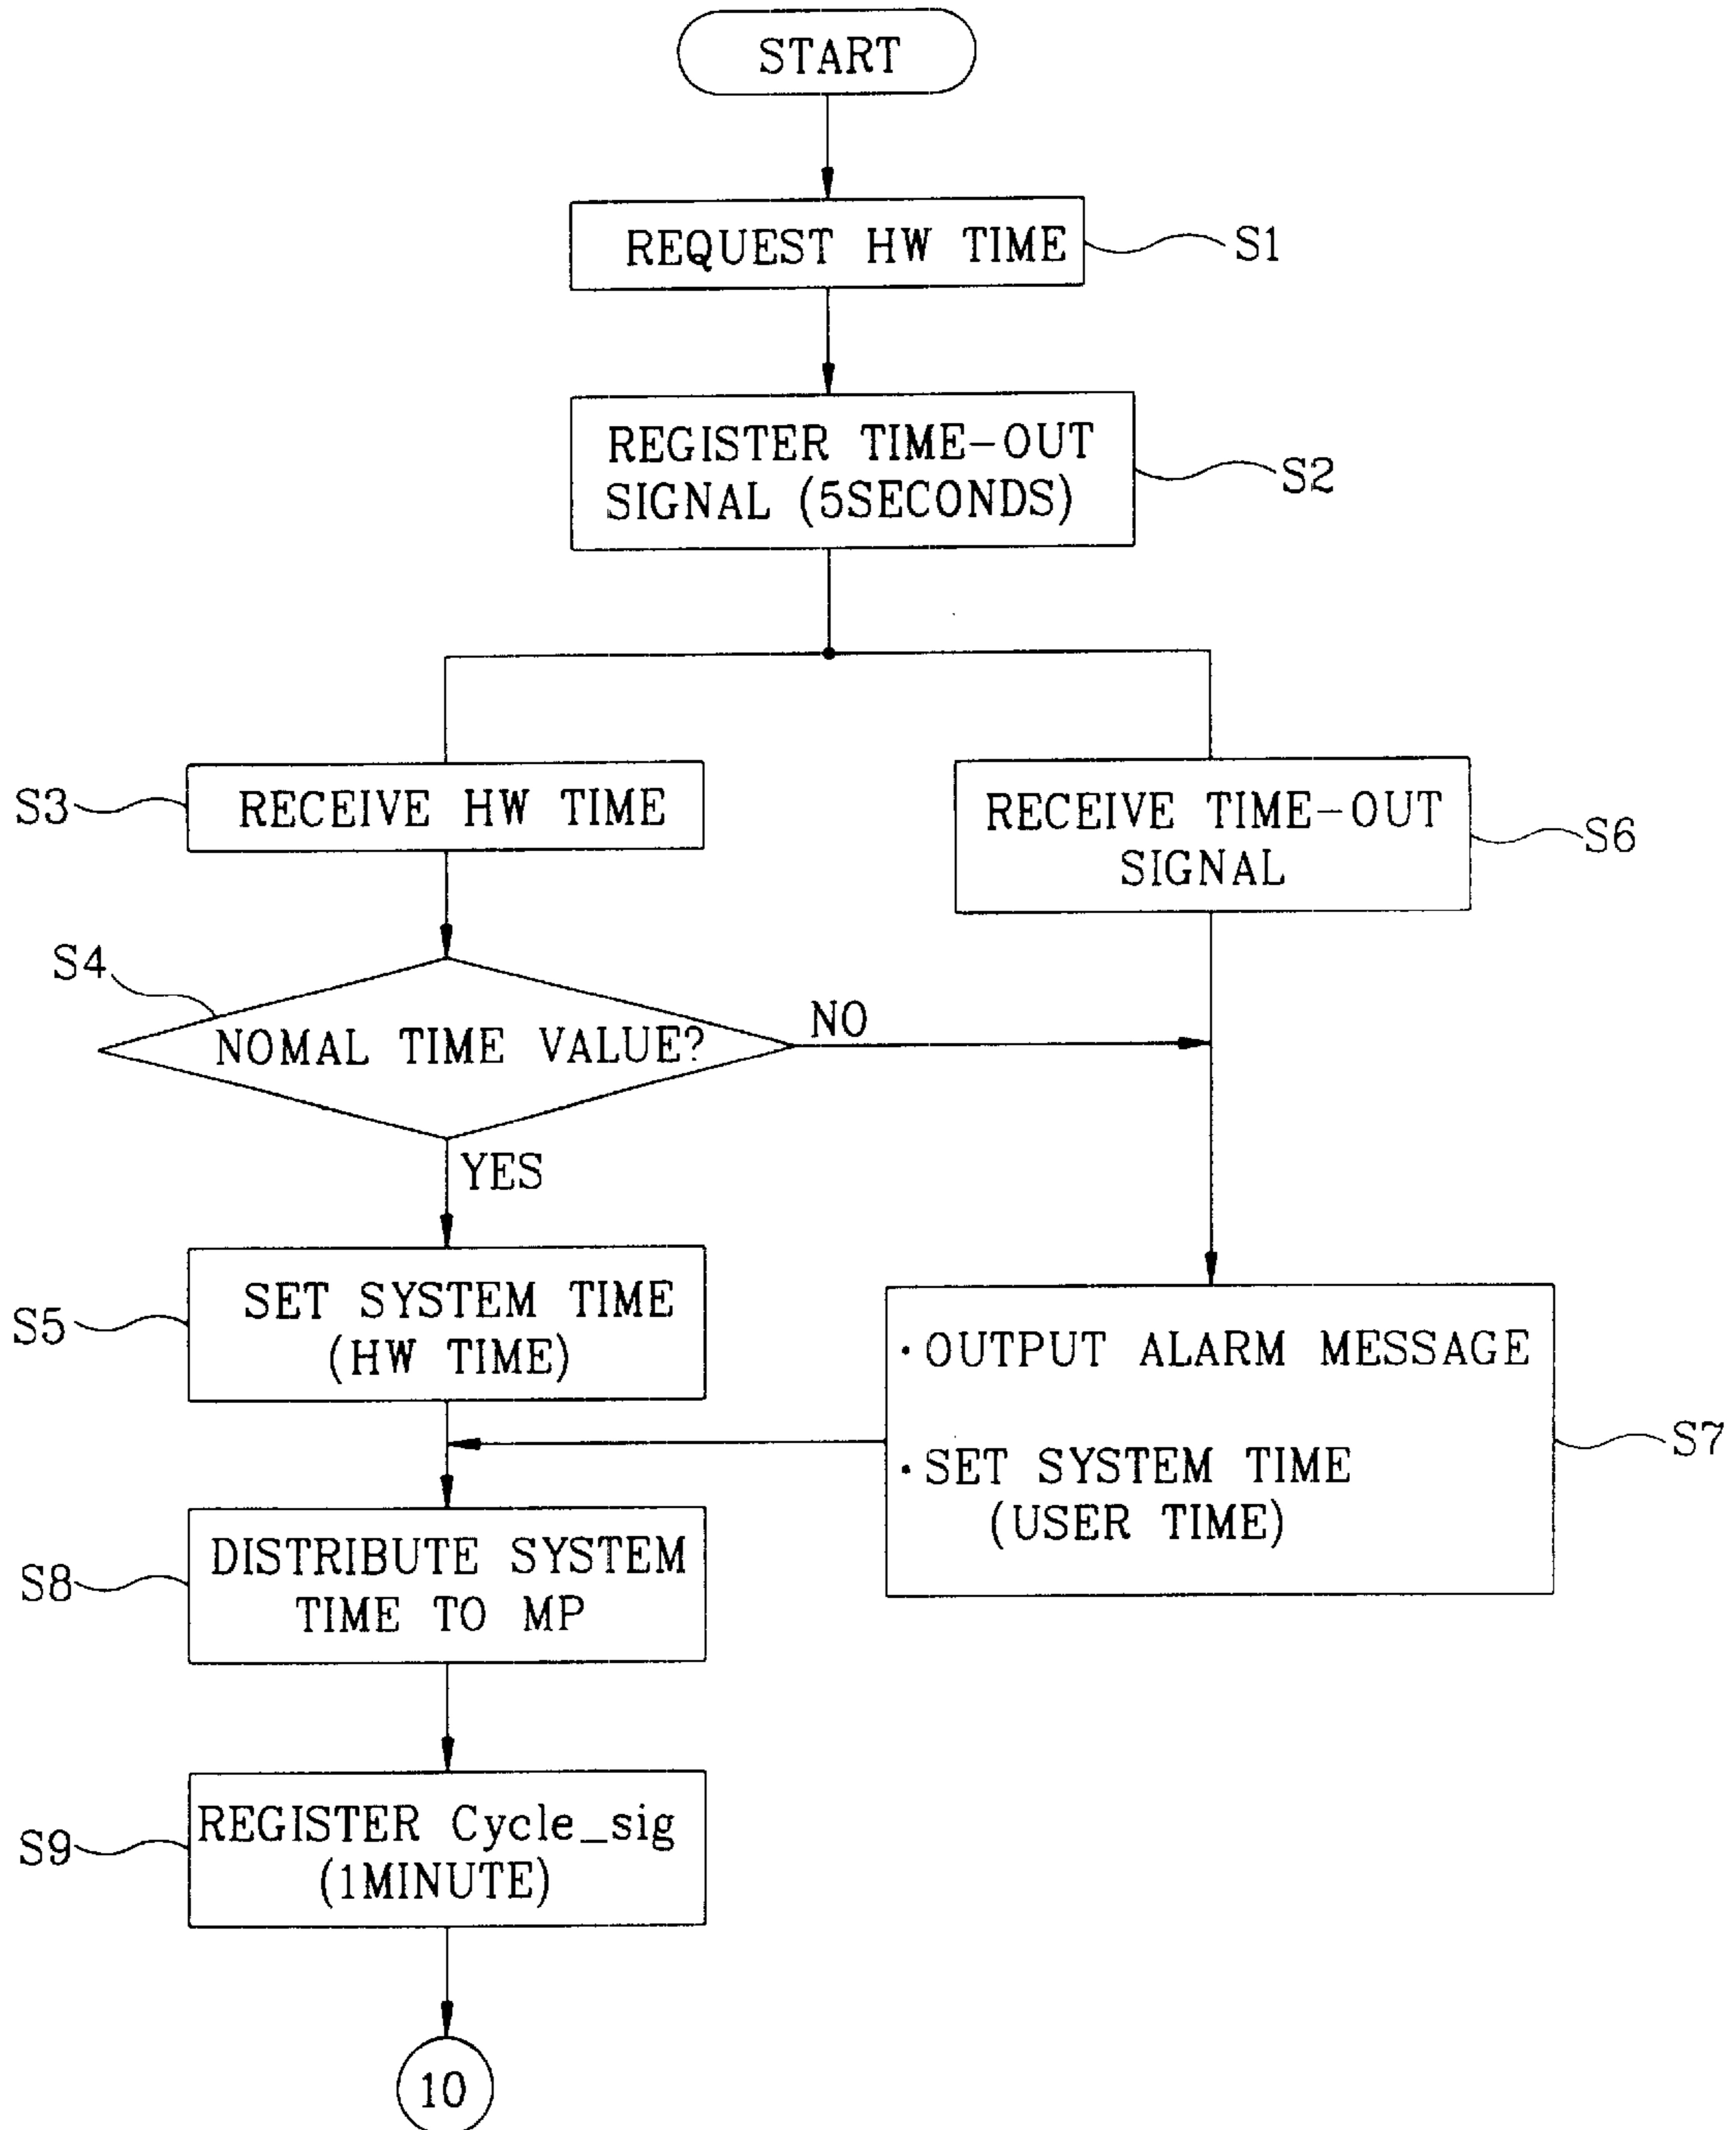 START
REQUEST HW TIME
S1
REGISTER TIME-OUT
SIGNAL (5SECONDS)
S2
S3
RECEIVE HW TIME
RECEIVE TIME-OUT
SIGNAL
S6
S4
NOMAL TIME VALUE?
NO
YES
S5
SET SYSTEM TIME
(HW TIME)
· OUTPUT ALARM MESSAGE
· SET SYSTEM TIME
(USER TIME)
S7
S8
DISTRIBUTE SYSTEM
TIME TO MP
S9
REGISTER Cycle_sig
(1MINUTE)
10